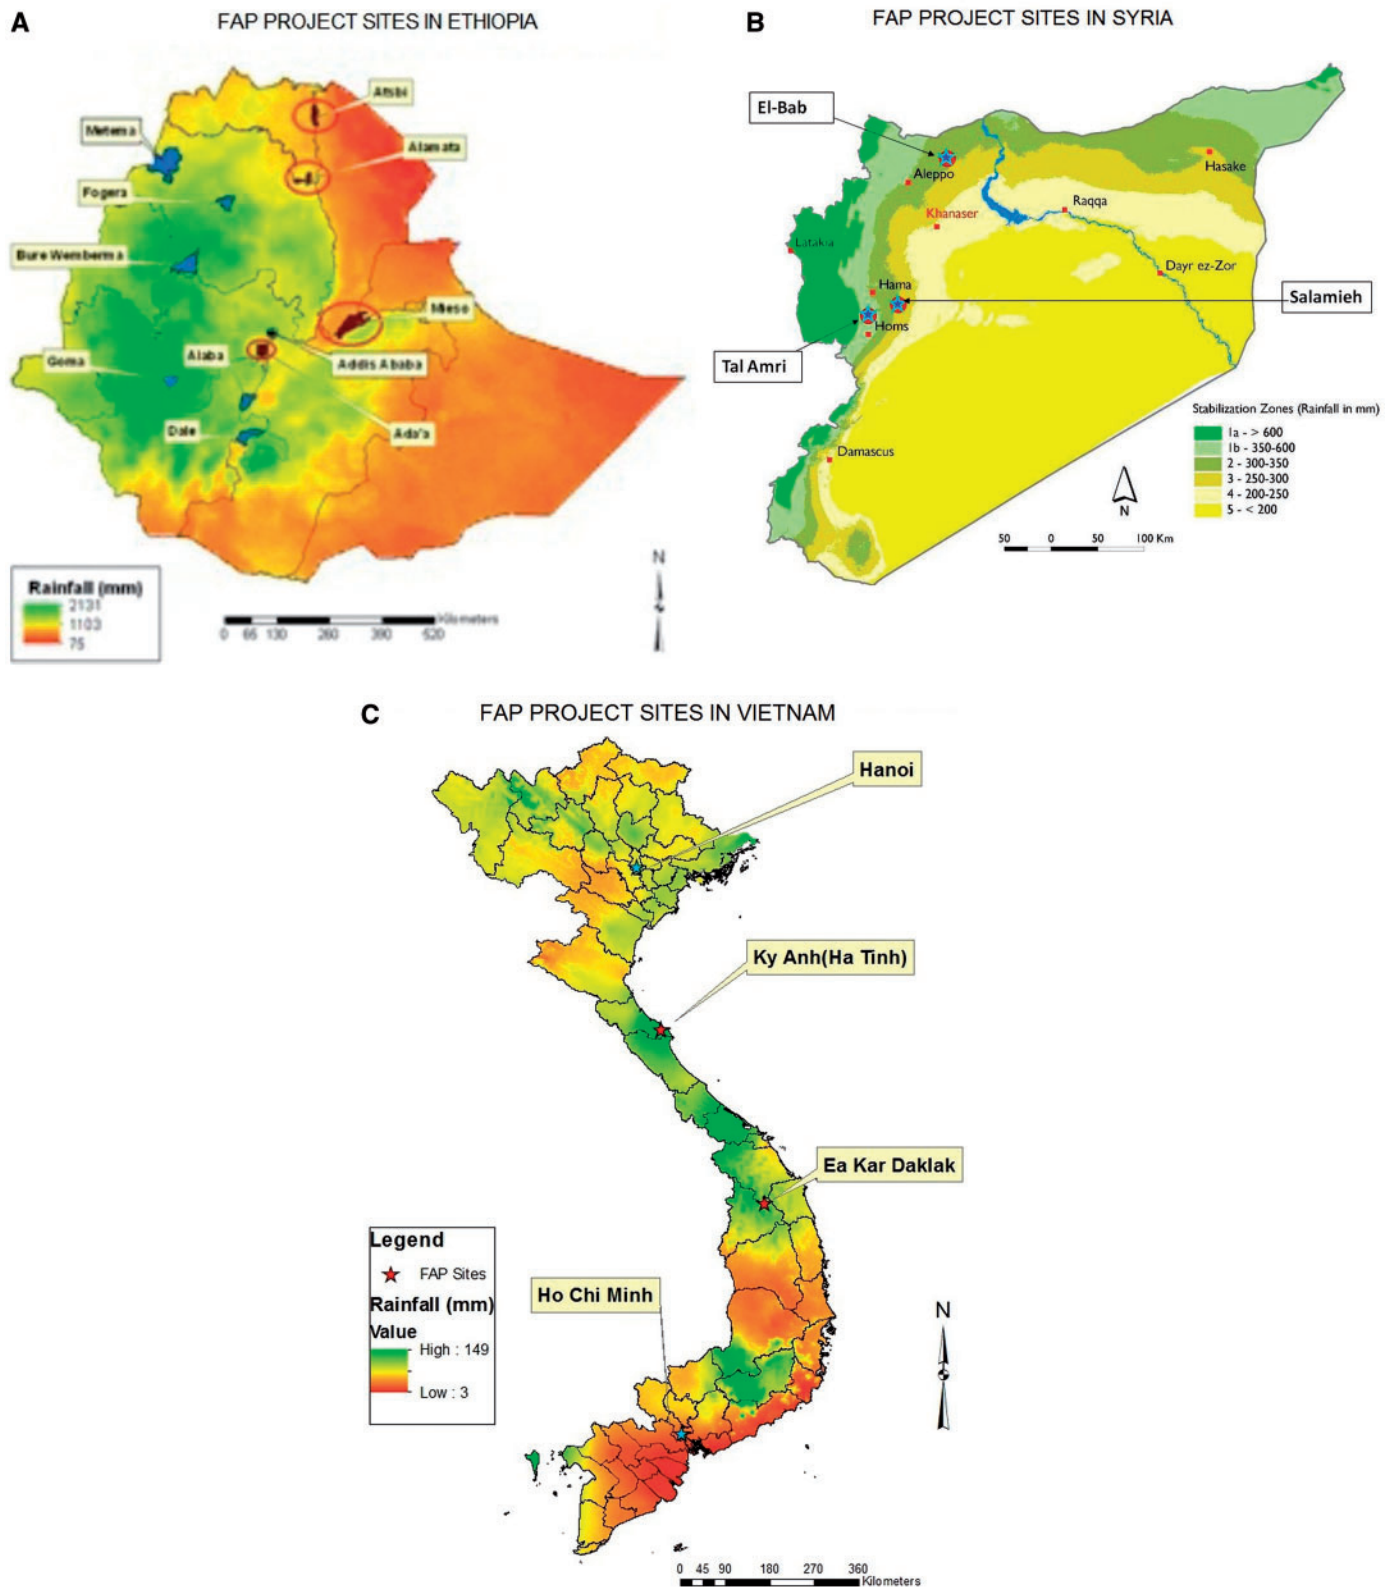 A
FAP PROJECT SITES IN ETHIOPIA
Atsbi
Metema
Alamata
Fogera
Bure Wemberma
Mieso
Goma
Alaba
Addis Ababa
Dale
Ada'a
Rainfall (mm)
2131
1103
75
Kilometers
0 65 130 260 390 520
N
B
FAP PROJECT SITES IN SYRIA
El-Bab
Aleppo
Hasake
Khanaser
Raqqa
Latakia
Dayr ez-Zor
Hama
Salamieh
Homs
Tal Amri
Damascus
Stabilization Zones (Rainfall in mm)
1a - > 600
1b - 350-600
2 - 300-350
3 - 250-300
4 - 200-250
5 - < 200
N
50 0 50 100 Km
C
FAP PROJECT SITES IN VIETNAM
Hanoi
Ky Anh(Ha Tinh)
Ea Kar Daklak
Legend
FAP Sites
Rainfall (mm)
Value
High : 149
Low : 3
Ho Chi Minh
N
0 45 90 180 270 360
Kilometers